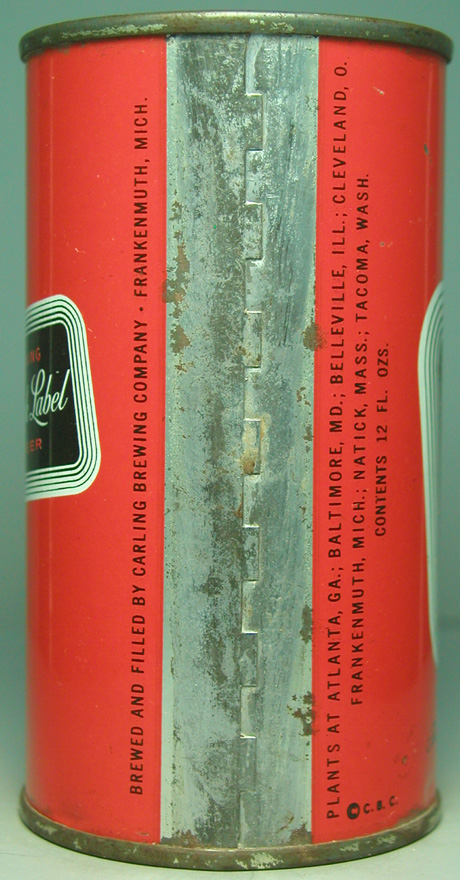 BREWED AND FILLED BY CARLING BREWING COMPANY · FRANKENMUTH, MICH.
Label
PLANTS AT ATLANTA, GA.; BALTIMORE, MD.; BELLEVILLE, ILL.; CLEVELAND, O.
FRANKENMUTH, MICH.; NATICK, MASS.; TACOMA, WASH.
CONTENTS 12 FL. OZS.
C. B. C.